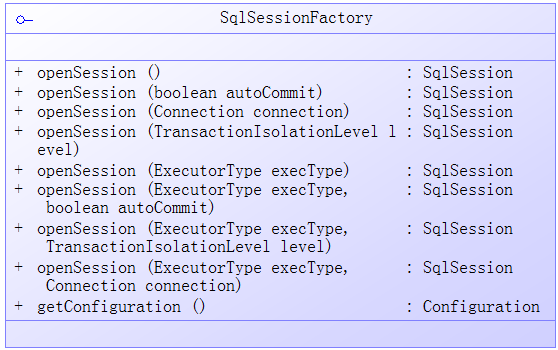 SqlSessionFactory
+ openSession () : SqlSession
+ openSession (boolean autoCommit) : SqlSession
+ openSession (Connection connection) : SqlSession
+ openSession (TransactionIsolationLevel l : SqlSession
evel)
+ openSession (ExecutorType execType) : SqlSession
+ openSession (ExecutorType execType, : SqlSession
boolean autoCommit)
+ openSession (ExecutorType execType, : SqlSession
TransactionIsolationLevel level)
+ openSession (ExecutorType execType, : SqlSession
Connection connection)
+ getConfiguration () : Configuration